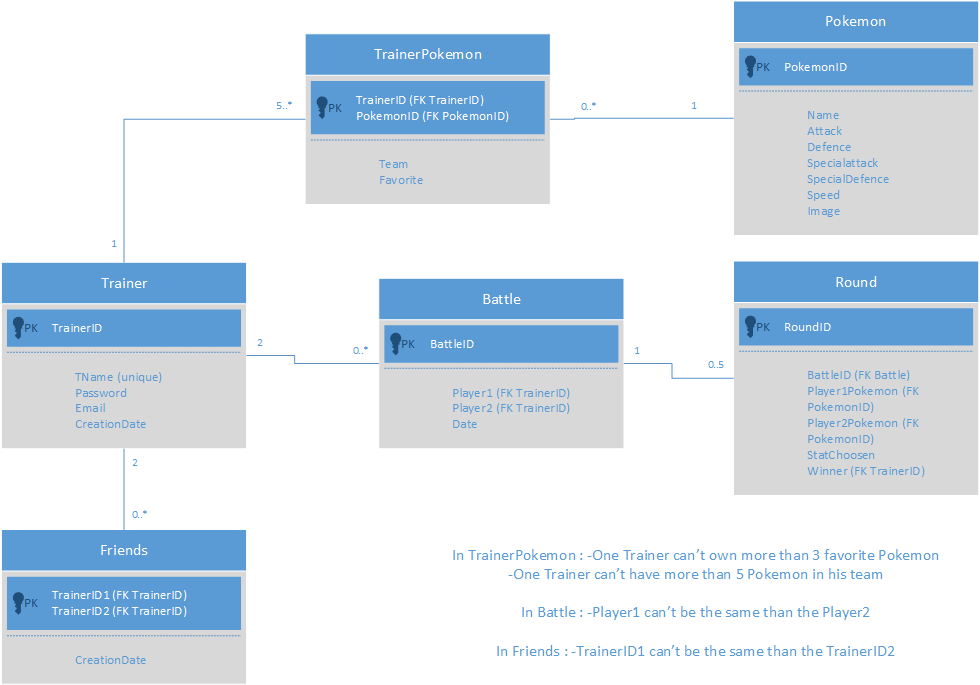 TrainerPokemon
PK
TrainerID (FK TrainerID)
PokemonID (FK PokemonID)
Team
Favorite
5..*
0..*
1
1
Pokemon
PK
PokemonID
Name
Attack
Defence
Specialattack
SpecialDefence
Speed
Image
Trainer
PK
TrainerID
TName (unique)
Password
Email
CreationDate
2
0..*
Battle
PK
BattleID
Player1 (FK TrainerID)
Player2 (FK TrainerID)
Date
1
0..5
Round
PK
RoundID
BattleID (FK Battle)
Player1Pokemon (FK
PokemonID)
Player2Pokemon (FK
PokemonID)
StatChoosen
Winner (FK TrainerID)
2
0..*
Friends
PK
TrainerID1 (FK TrainerID)
TrainerID2 (FK TrainerID)
CreationDate
In TrainerPokemon : -One Trainer can’t own more than 3 favorite Pokemon
-One Trainer can’t have more than 5 Pokemon in his team
In Battle : -Player1 can’t be the same than the Player2
In Friends : -TrainerID1 can’t be the same than the TrainerID2